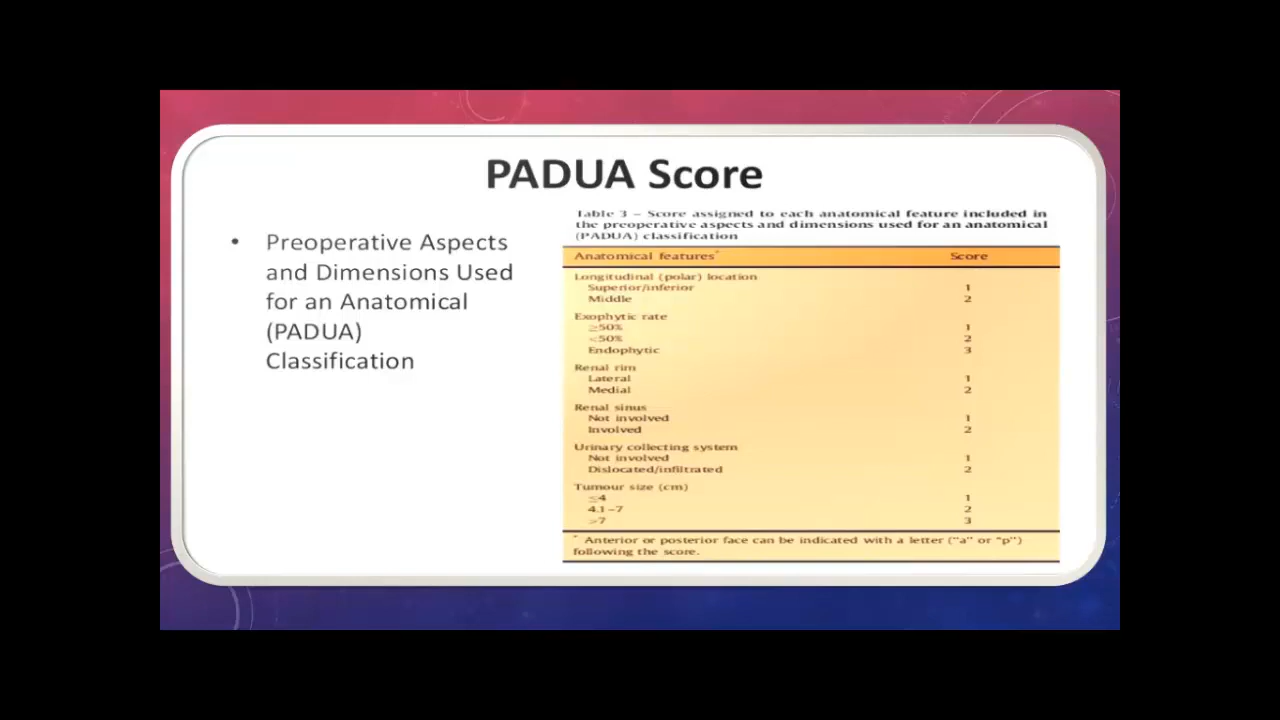 PADUA Score
• Preoperative Aspects
and Dimensions Used
for an Anatomical
(PADUA)
Classification
Table 3 – Score assigned to each anatomical feature included in
the preoperative aspects and dimensions used for an anatomical
(PADUA) classification
Anatomical features* Score
Longitudinal (polar) location
Superior/inferior 1
Middle 2
Exophytic rate
≥50% 1
<50% 2
Endophytic 3
Renal rim
Lateral 1
Medial 2
Renal sinus
Not involved 1
Involved 2
Urinary collecting system
Not involved 1
Dislocated/infiltrated 2
Tumour size (cm)
≤4 1
4.1–7 2
>7 3
* Anterior or posterior face can be indicated with a letter ("a" or "p")
following the score.